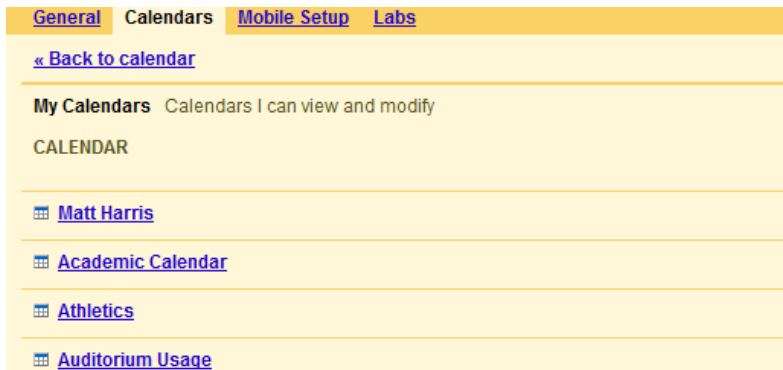 General Calendars Mobile Setup Labs
« Back to calendar
My Calendars Calendars I can view and modify
CALENDAR
Matt Harris
Academic Calendar
Athletics
Auditorium Usage